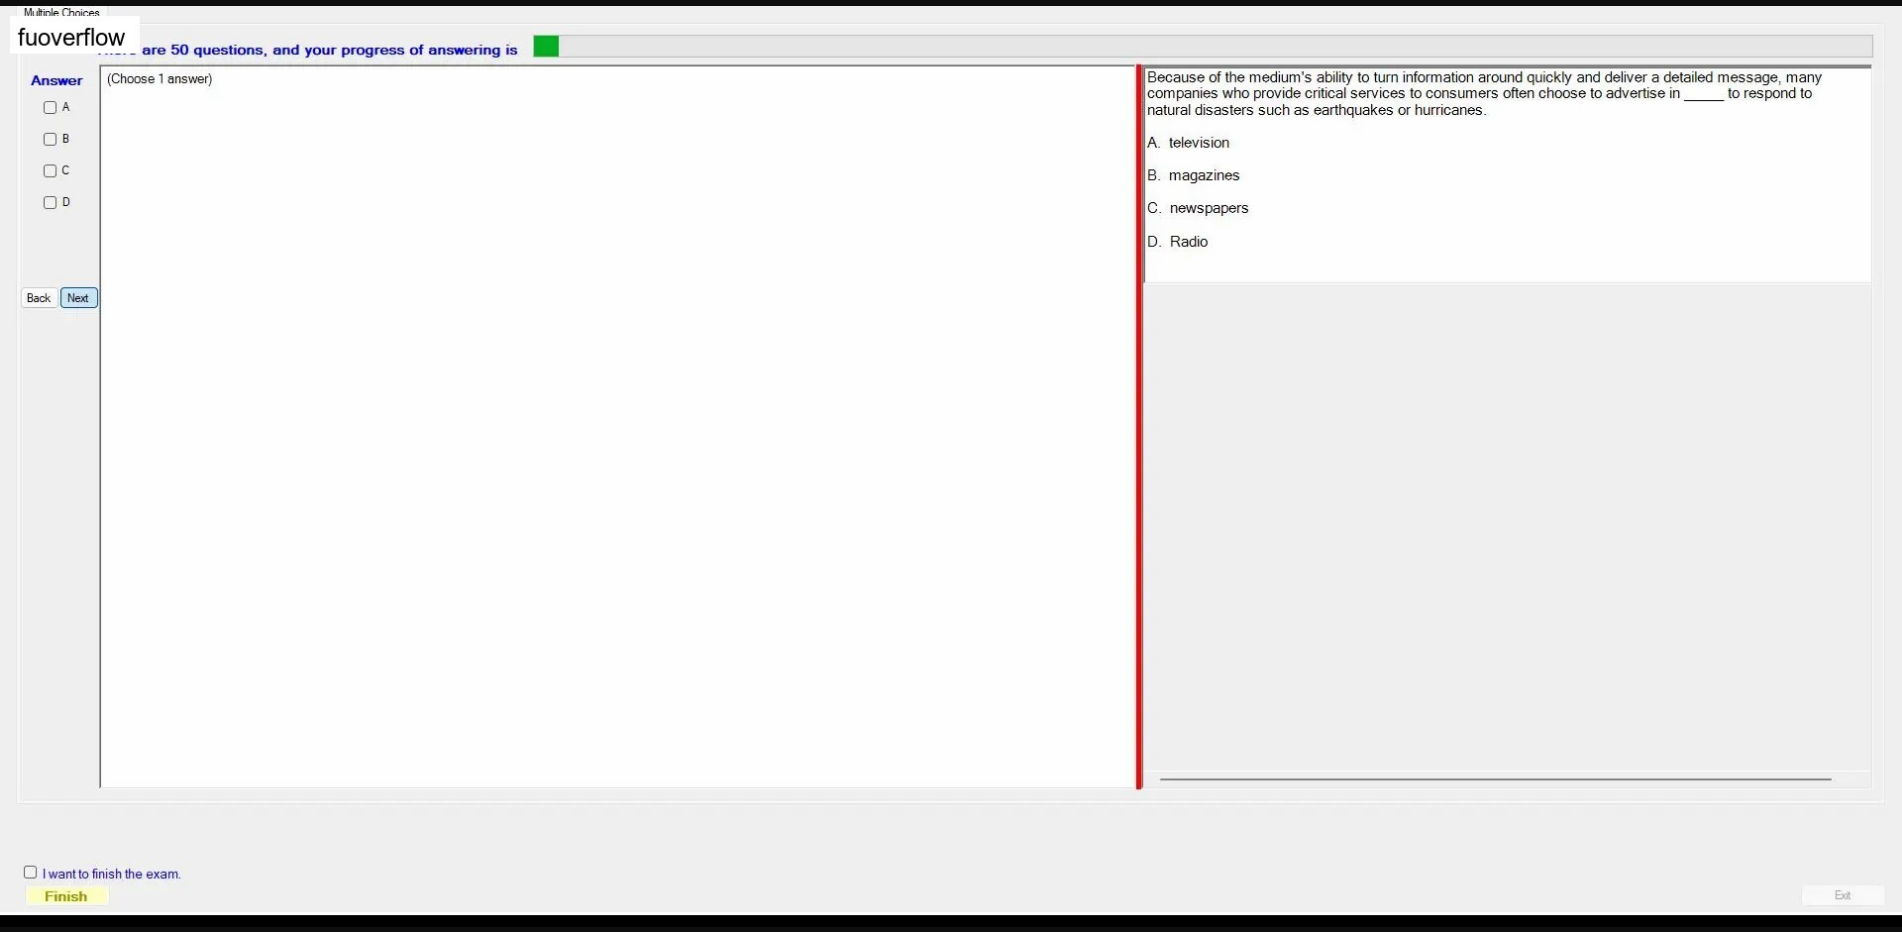 Multiple Choices
fuoverflow
are 50 questions, and your progress of answering is
Answer
(Choose 1 answer)
A
B
C
D
Back Next
Because of the medium's ability to turn information around quickly and deliver a detailed message, many
companies who provide critical services to consumers often choose to advertise in _____ to respond to
natural disasters such as earthquakes or hurricanes.
A. television
B. magazines
C. newspapers
D. Radio
I want to finish the exam.
Finish
Exit